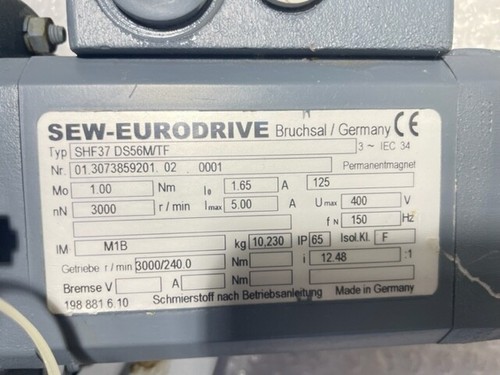 SEW-EURODRIVE Bruchsal / Germany CE
Typ SHF37 DS56M/TF 3~ IEC 34
Nr. 01.3073859201. 02 . 0001 Permanentmagnet
Mo 1.00 Nm I0 1.65 A 125
nN 3000 r / min Imax 5.00 A Umax 400 V
fN 150 Hz
IM M1B kg 10,230 IP 65 Isol.Kl. F
Getriebe r / min 3000/240.0 Nm i 12.48 :1
Bremse V A Nm
198 881 6.10 Schmierstoff nach Betriebsanleitung Made in Germany